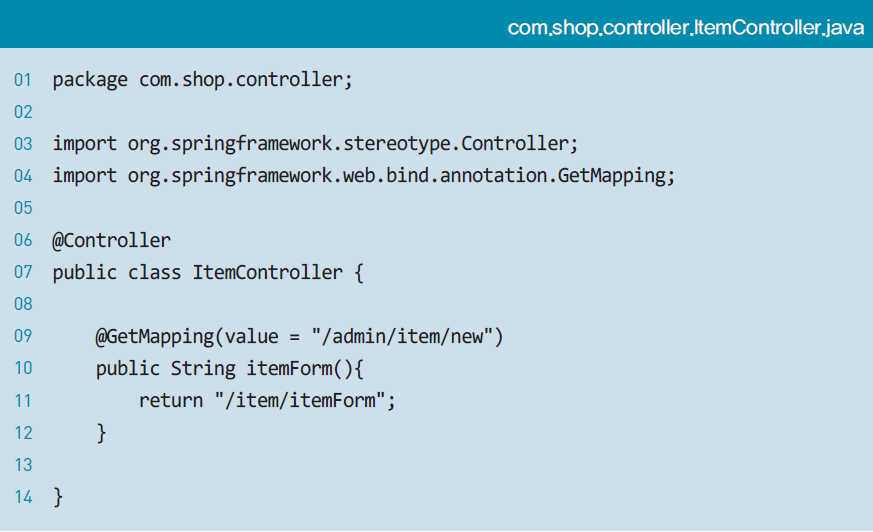 com.shop.controller.ItemController.java
01 package com.shop.controller;
02
03 import org.springframework.stereotype.Controller;
04 import org.springframework.web.bind.annotation.GetMapping;
05
06 @Controller
07 public class ItemController {
08
09     @GetMapping(value = "/admin/item/new")
10     public String itemForm(){
11         return "/item/itemForm";
12     }
13
14 }